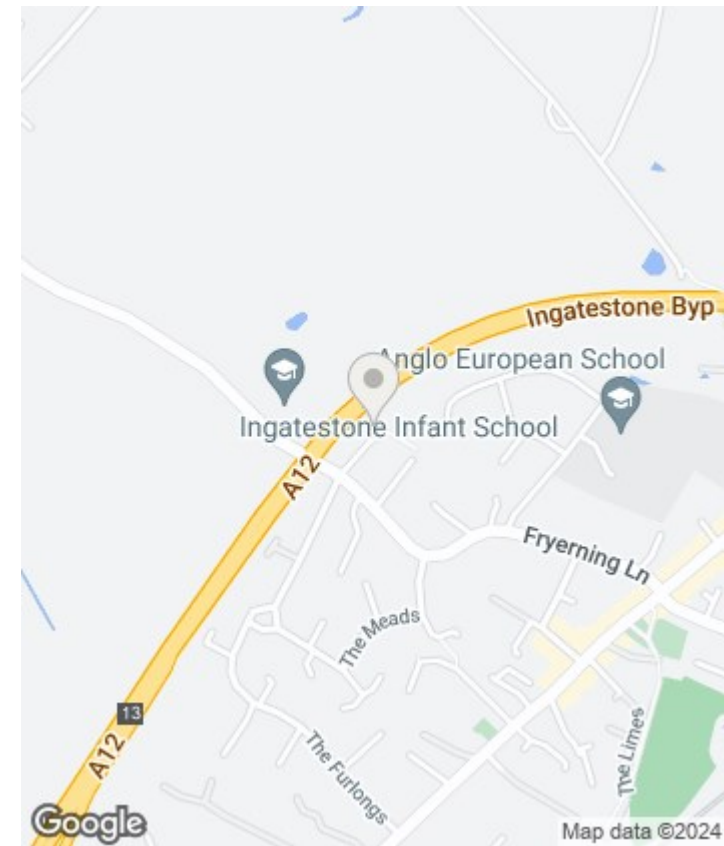 Ingatestone Byp
Anglo European School
Ingatestone Infant School
A12
Fryerning Ln
The Meads
13
A12
The Limes
The Furlongs
Google
Map data ©2024